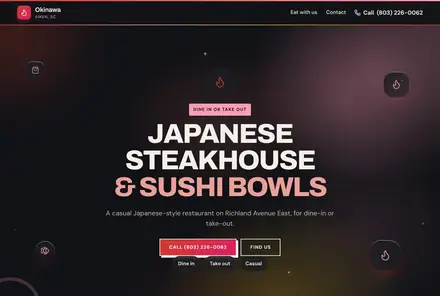 Okinawa
AIKEN, SC
Eat with us
Contact
Call (803) 226-0062
DINE IN OR TAKE OUT
JAPANESE
STEAKHOUSE
& SUSHI BOWLS
A casual Japanese-style restaurant on Richland Avenue East, for dine-in or
take-out.
CALL (803) 226-0062
FIND US
Dine in
Take out
Casual